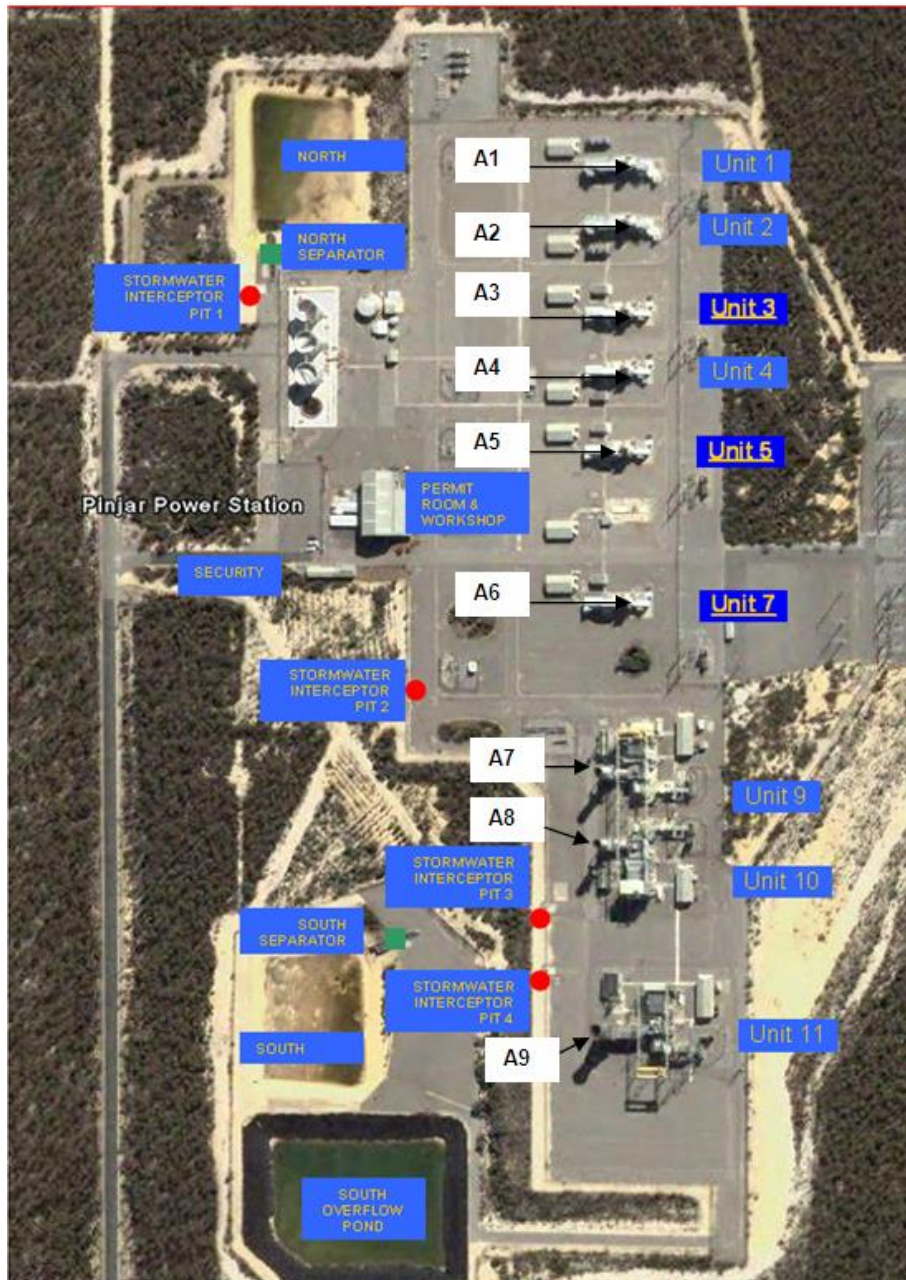 NORTH
A1
Unit 1
A2
Unit 2
NORTH
SEPARATOR
STORMWATER
INTERCEPTOR
PIT 1
A3
Unit 3
A4
Unit 4
A5
Unit 5
Pinjar Power Station
PERMIT
ROOM &
WORKSHOP
SECURITY
A6
Unit 7
STORMWATER
INTERCEPTOR
PIT 2
A7
Unit 9
A8
STORMWATER
INTERCEPTOR
PIT 3
Unit 10
SOUTH
SEPARATOR
STORMWATER
INTERCEPTOR
PIT 4
Unit 11
SOUTH
A9
SOUTH
OVERFLOW
POND